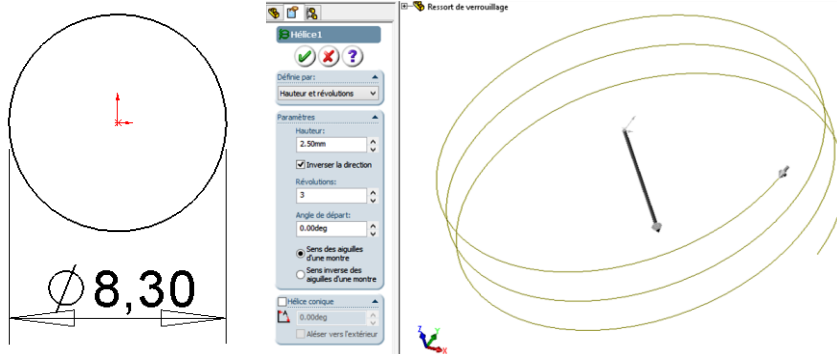 Ø 8,30
Hélice1
Définie par:
Hauteur et révolutions
Paramètres
Hauteur:
2.50mm
Inverser la direction
Révolutions:
3
Angle de départ:
0.00deg
Sens des aiguilles
d'une montre
Sens inverse des
aiguilles d'une montre
Hélice conique
0.00deg
Aléser vers l'extérieur
Ressort de verrouillage
Z
Y
X